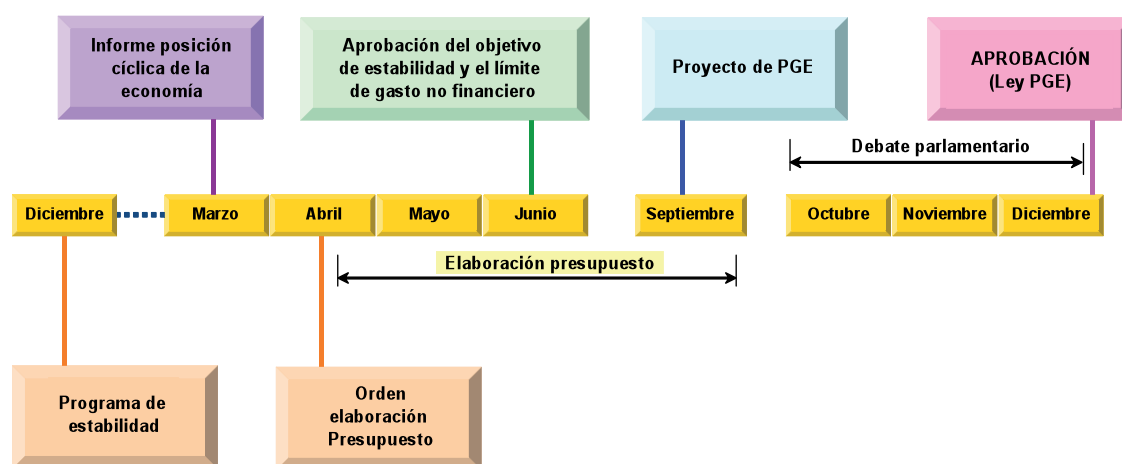 Informe posición
cíclica de la
economía
Aprobación del objetivo
de estabilidad y el límite
de gasto no financiero
Proyecto de PGE
APROBACIÓN
(Ley PGE)
Debate parlamentario
Diciembre
Marzo
Abril
Mayo
Junio
Septiembre
Octubre
Noviembre
Diciembre
Elaboración presupuesto
Programa de
estabilidad
Orden
elaboración
Presupuesto